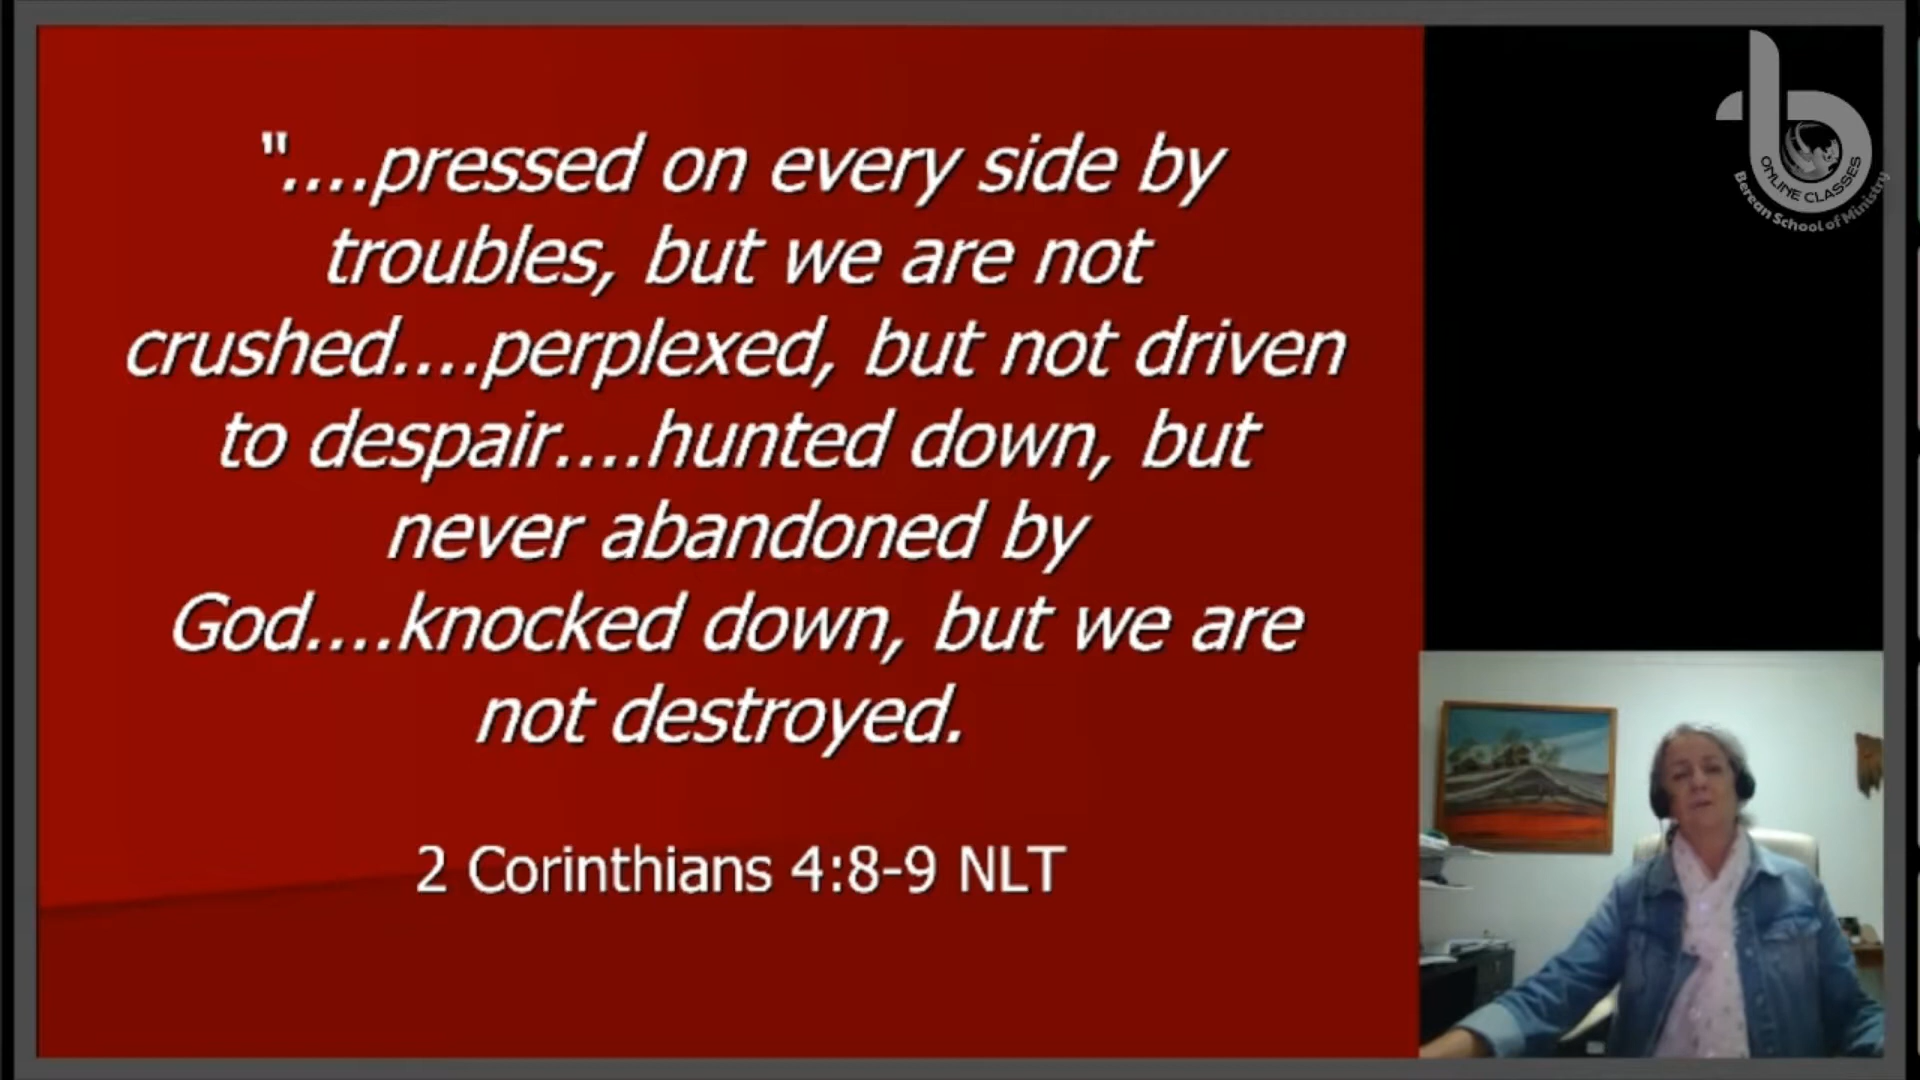 "....pressed on every side by
troubles, but we are not
crushed....perplexed, but not driven
to despair....hunted down, but
never abandoned by
God....knocked down, but we are
not destroyed.
2 Corinthians 4:8-9 NLT
ONLINE CLASSES
Berean School of Ministry